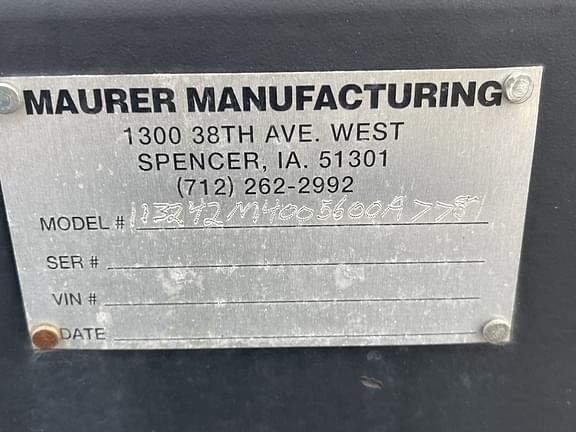 MAURER MANUFACTURING
1300 38TH AVE. WEST
SPENCER, IA. 51301
(712) 262-2992
MODEL #
SER #
VIN #
DATE